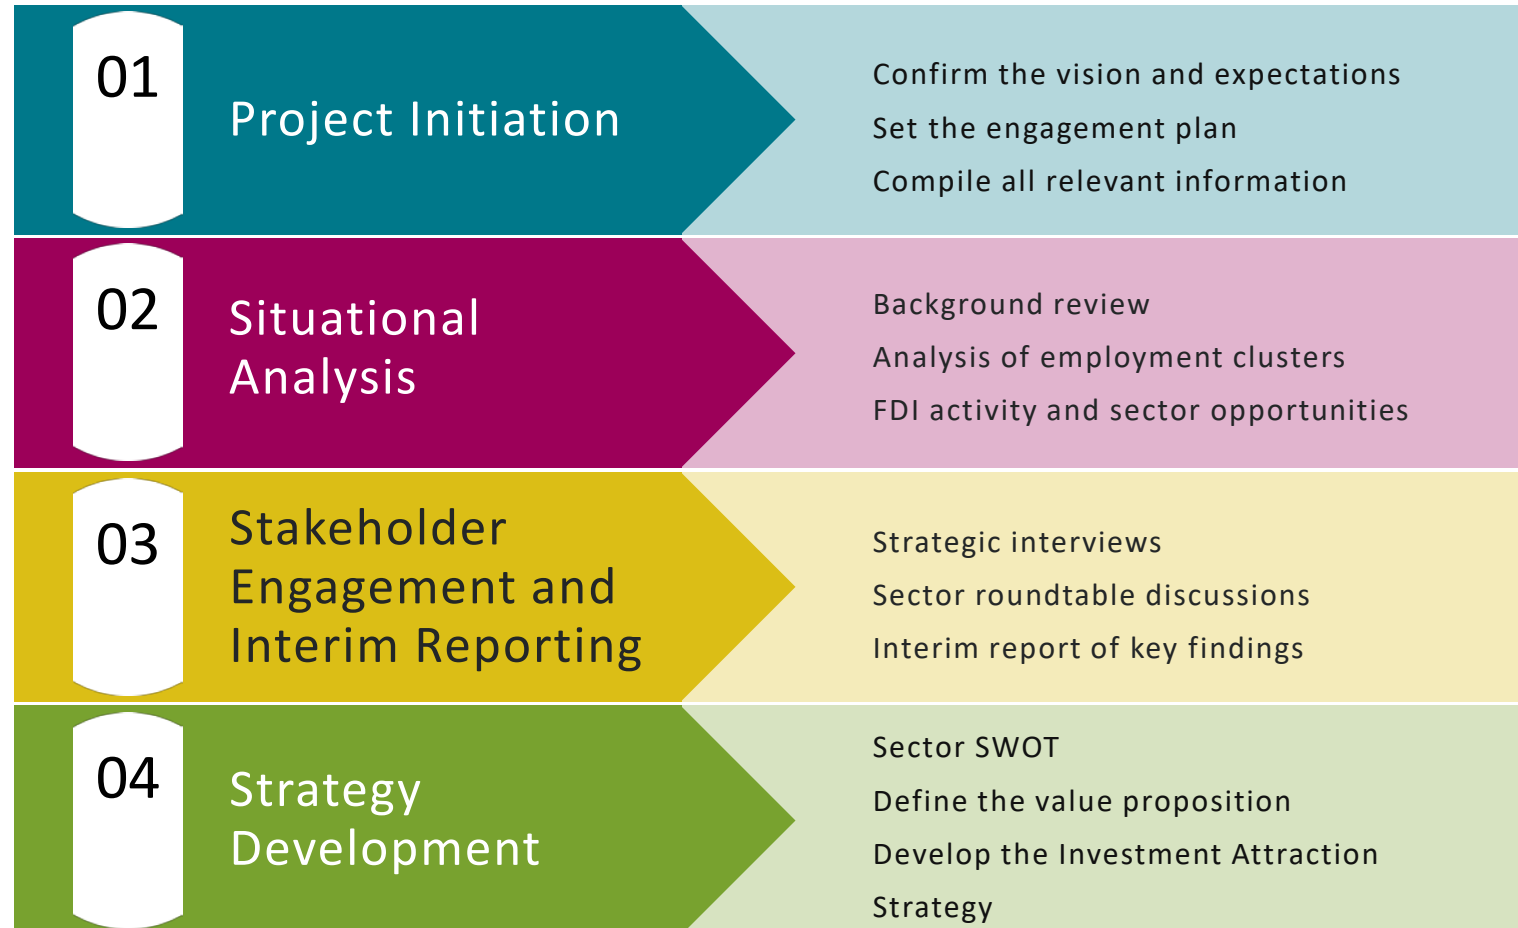 01
Project Initiation
Confirm the vision and expectations
Set the engagement plan
Compile all relevant information
02
Situational
Analysis
Background review
Analysis of employment clusters
FDI activity and sector opportunities
03
Stakeholder
Engagement and
Interim Reporting
Strategic interviews
Sector roundtable discussions
Interim report of key findings
04
Strategy
Development
Sector SWOT
Define the value proposition
Develop the Investment Attraction
Strategy